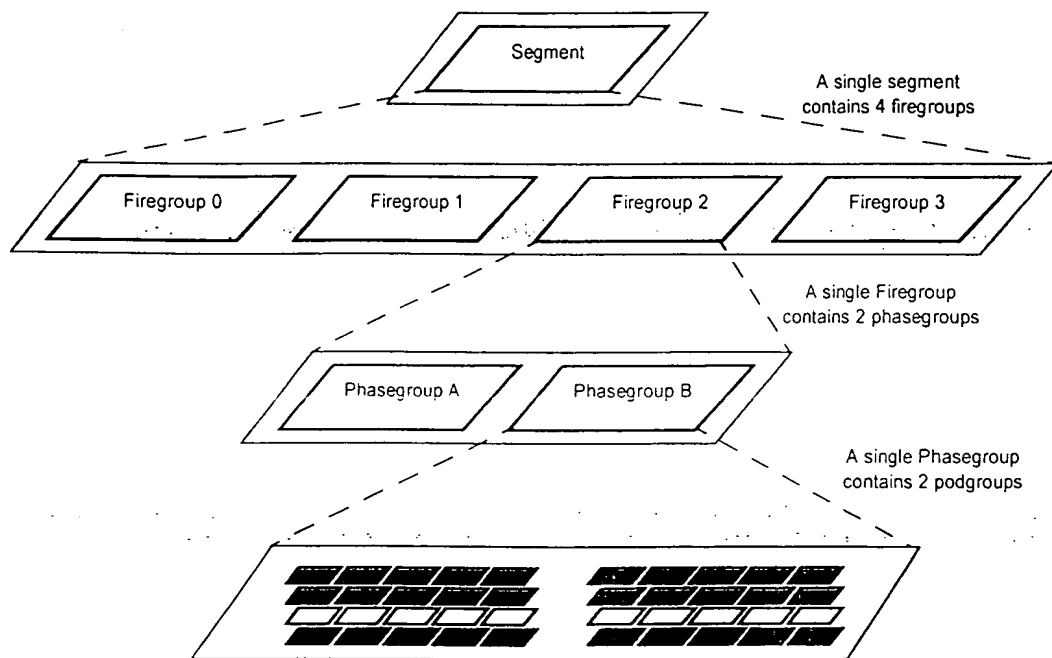 Segment
A single segment
contains 4 firegroups
Firegroup 0
Firegroup 1
Firegroup 2
Firegroup 3
A single Firegroup
contains 2 phasegroups
Phasegroup A
Phasegroup B
A single Phasegroup
contains 2 podgroups